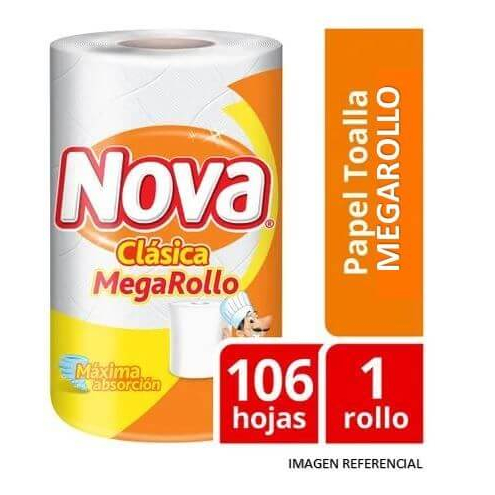 Nova®
Clásica
MegaRollo
Máxima
absorción
Papel Toalla
MEGAROLLO
106
hojas
1
rollo
IMAGEN REFERENCIAL